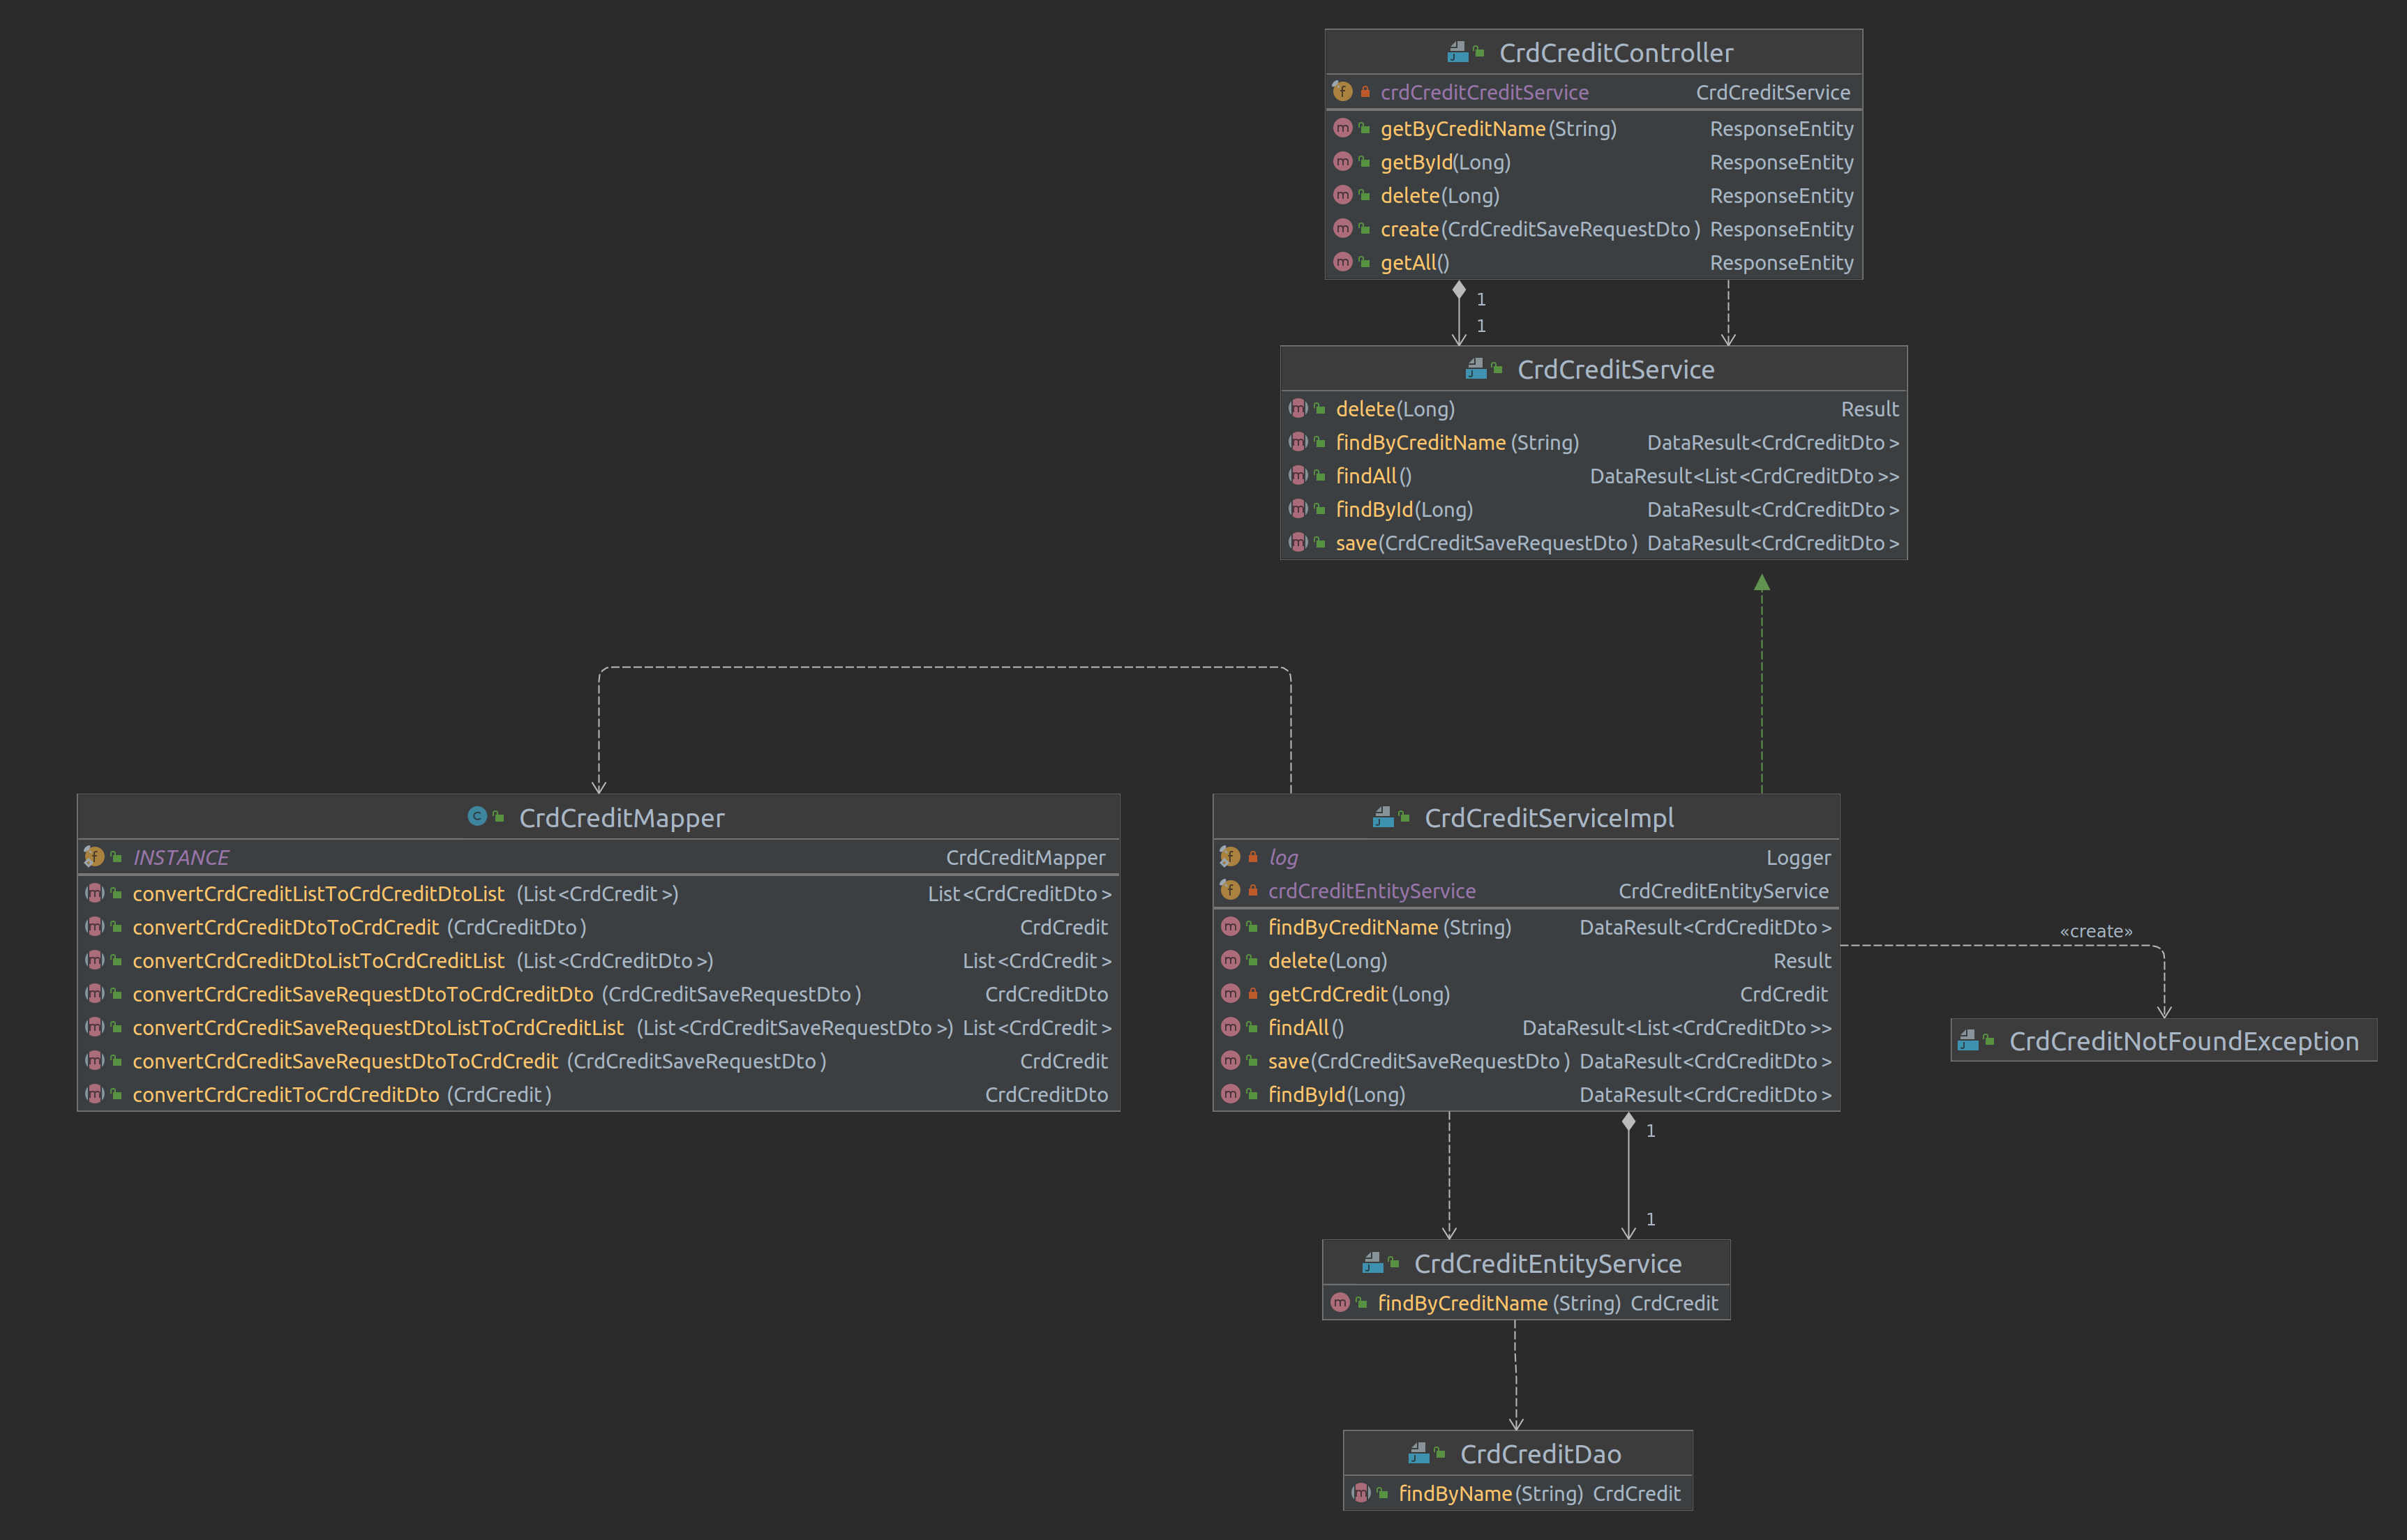 CrdCreditController
crdCreditCreditService CrdCreditService
getByCreditName(String) ResponseEntity
getById(Long) ResponseEntity
delete(Long) ResponseEntity
create(CrdCreditSaveRequestDto) ResponseEntity
getAll() ResponseEntity
1
1
CrdCreditService
delete(Long) Result
findByCreditName(String) DataResult<CrdCreditDto>
findAll() DataResult<List<CrdCreditDto>>
findById(Long) DataResult<CrdCreditDto>
save(CrdCreditSaveRequestDto) DataResult<CrdCreditDto>
CrdCreditMapper
INSTANCE CrdCreditMapper
convertCrdCreditListToCrdCreditDtoList (List<CrdCredit>) List<CrdCreditDto>
convertCrdCreditDtoToCrdCredit (CrdCreditDto) CrdCredit
convertCrdCreditDtoListToCrdCreditList (List<CrdCreditDto>) List<CrdCredit>
convertCrdCreditSaveRequestDtoToCrdCreditDto (CrdCreditSaveRequestDto) CrdCreditDto
convertCrdCreditSaveRequestDtoListToCrdCreditList (List<CrdCreditSaveRequestDto>) List<CrdCredit>
convertCrdCreditSaveRequestDtoToCrdCredit (CrdCreditSaveRequestDto) CrdCredit
convertCrdCreditToCrdCreditDto (CrdCredit) CrdCreditDto
CrdCreditServiceImpl
log Logger
crdCreditEntityService CrdCreditEntityService
findByCreditName(String) DataResult<CrdCreditDto>
delete(Long) Result
getCrdCredit(Long) CrdCredit
findAll() DataResult<List<CrdCreditDto>>
save(CrdCreditSaveRequestDto) DataResult<CrdCreditDto>
findById(Long) DataResult<CrdCreditDto>
«create»
CrdCreditNotFoundException
1
1
CrdCreditEntityService
findByCreditName(String) CrdCredit
CrdCreditDao
findByName(String) CrdCredit